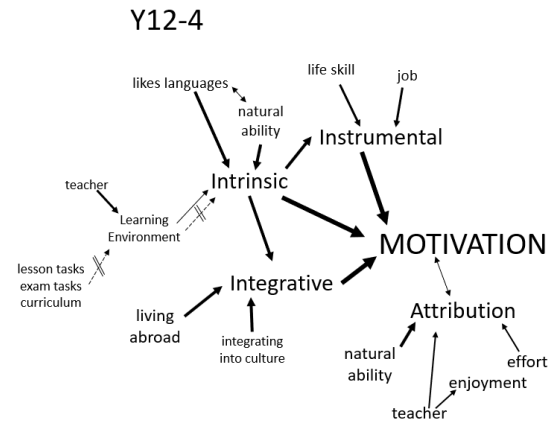 Y12-4
life skill
job
likes languages
natural
ability
Instrumental
Intrinsic
teacher
Learning
Environment
MOTIVATION
lesson tasks
exam tasks
curriculum
Integrative
living
abroad
integrating
into culture
Attribution
natural
ability
effort
enjoyment
teacher